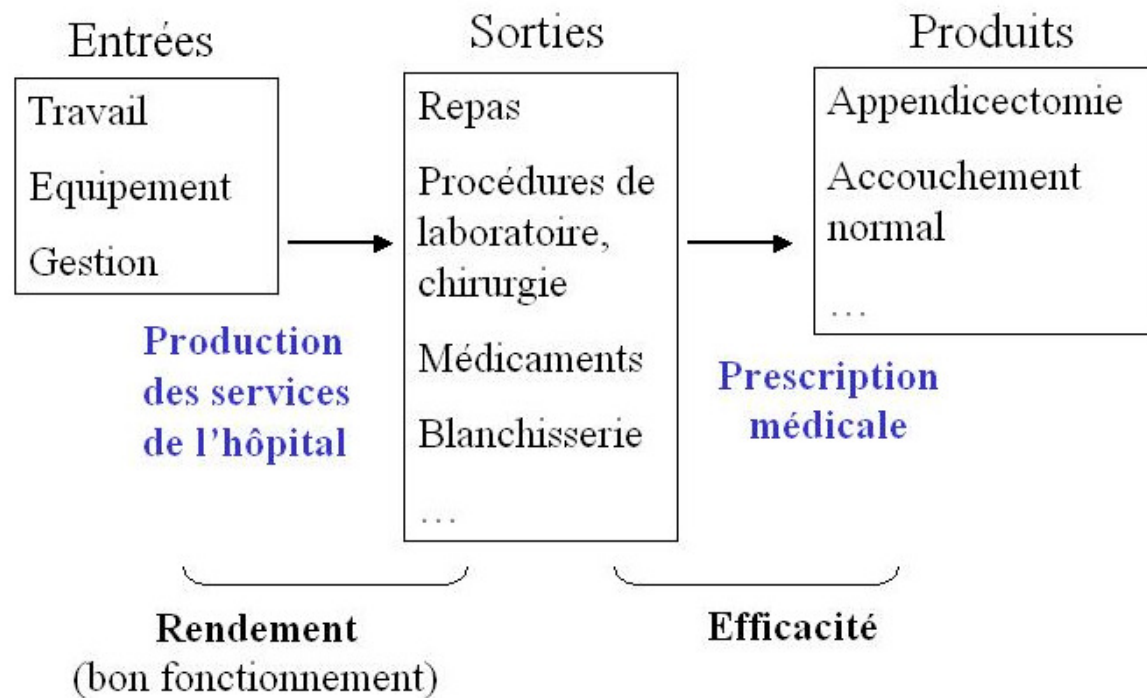 Entrées
Travail
Equipement
Gestion
Production
des services
de l’hôpital
Sorties
Repas
Procédures de
laboratoire,
chirurgie
Médicaments
Blanchisserie
…
Produits
Appendicectomie
Accouchement
normal
…
Prescription
médicale
Rendement
(bon fonctionnement)
Efficacité